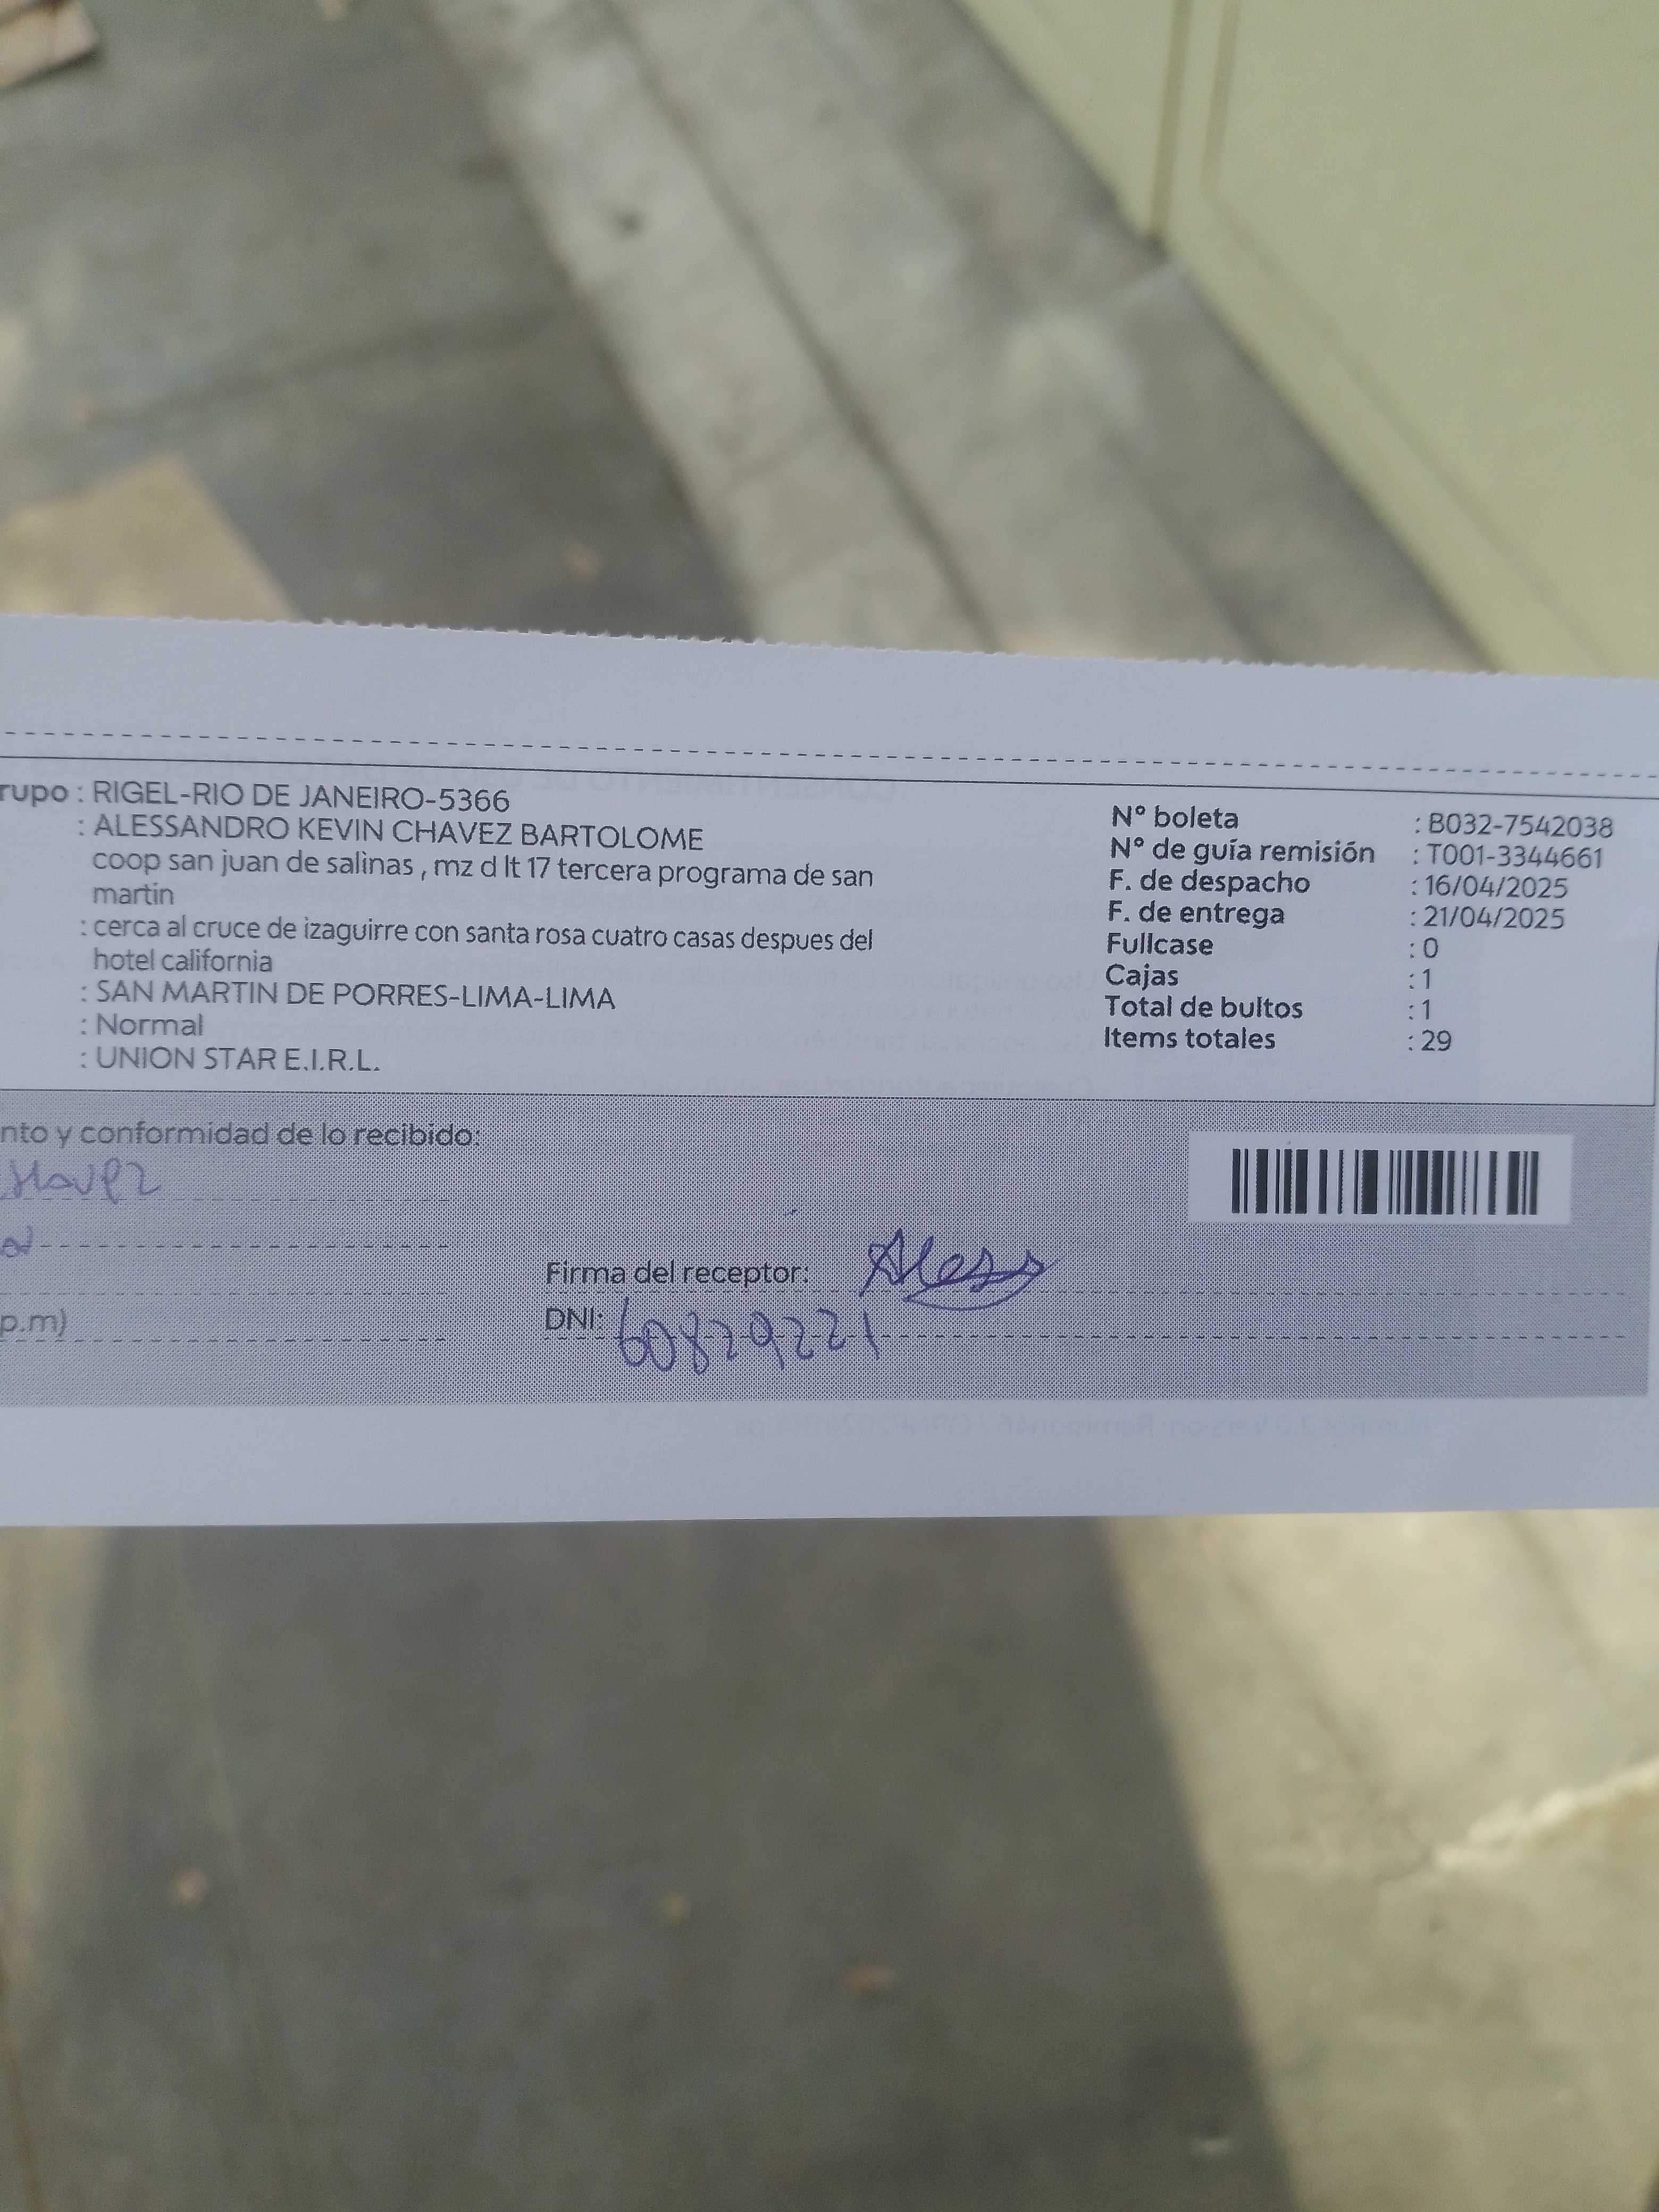 rupo : RIGEL-RIO DE JANEIRO-5366
: ALESSANDRO KEVIN CHAVEZ BARTOLOME
coop san juan de salinas , mz d lt 17 tercera programa de san
martin
: cerca al cruce de izaguirre con santa rosa cuatro casas despues del
hotel california
: SAN MARTIN DE PORRES-LIMA-LIMA
: Normal
: UNION STAR E.I.R.L.
Nº boleta : B032-7542038
Nº de guía remisión : T001-3344661
F. de despacho : 16/04/2025
F. de entrega : 21/04/2025
Fullcase : 0
Cajas : 1
Total de bultos : 1
Items totales : 29
nto y conformidad de lo recibido:
Firma del receptor: Aless
p.m) DNI: 60829221